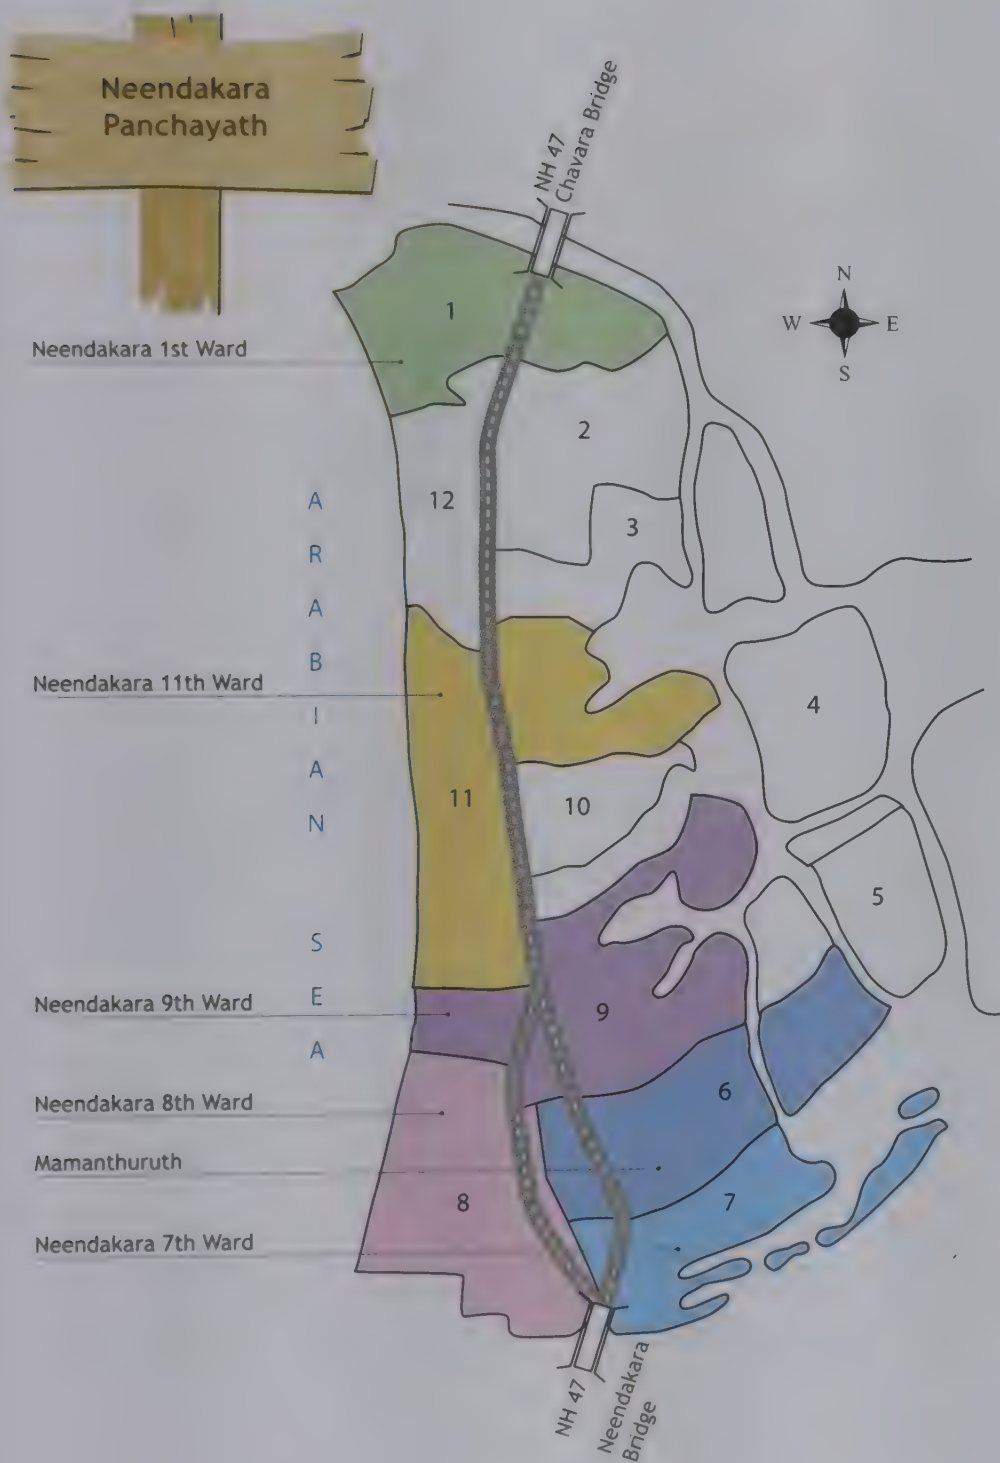 Neendakara
Panchayath
NH 47
Chavara Bridge
N
W E
S
1
Neendakara 1st Ward
2
12
3
ARABIAN SEA
Neendakara 11th Ward
4
11
10
5
Neendakara 9th Ward
9
6
Neendakara 8th Ward
Mamanthuruth
8
7
Neendakara 7th Ward
NH 47
Neendakara
Bridge